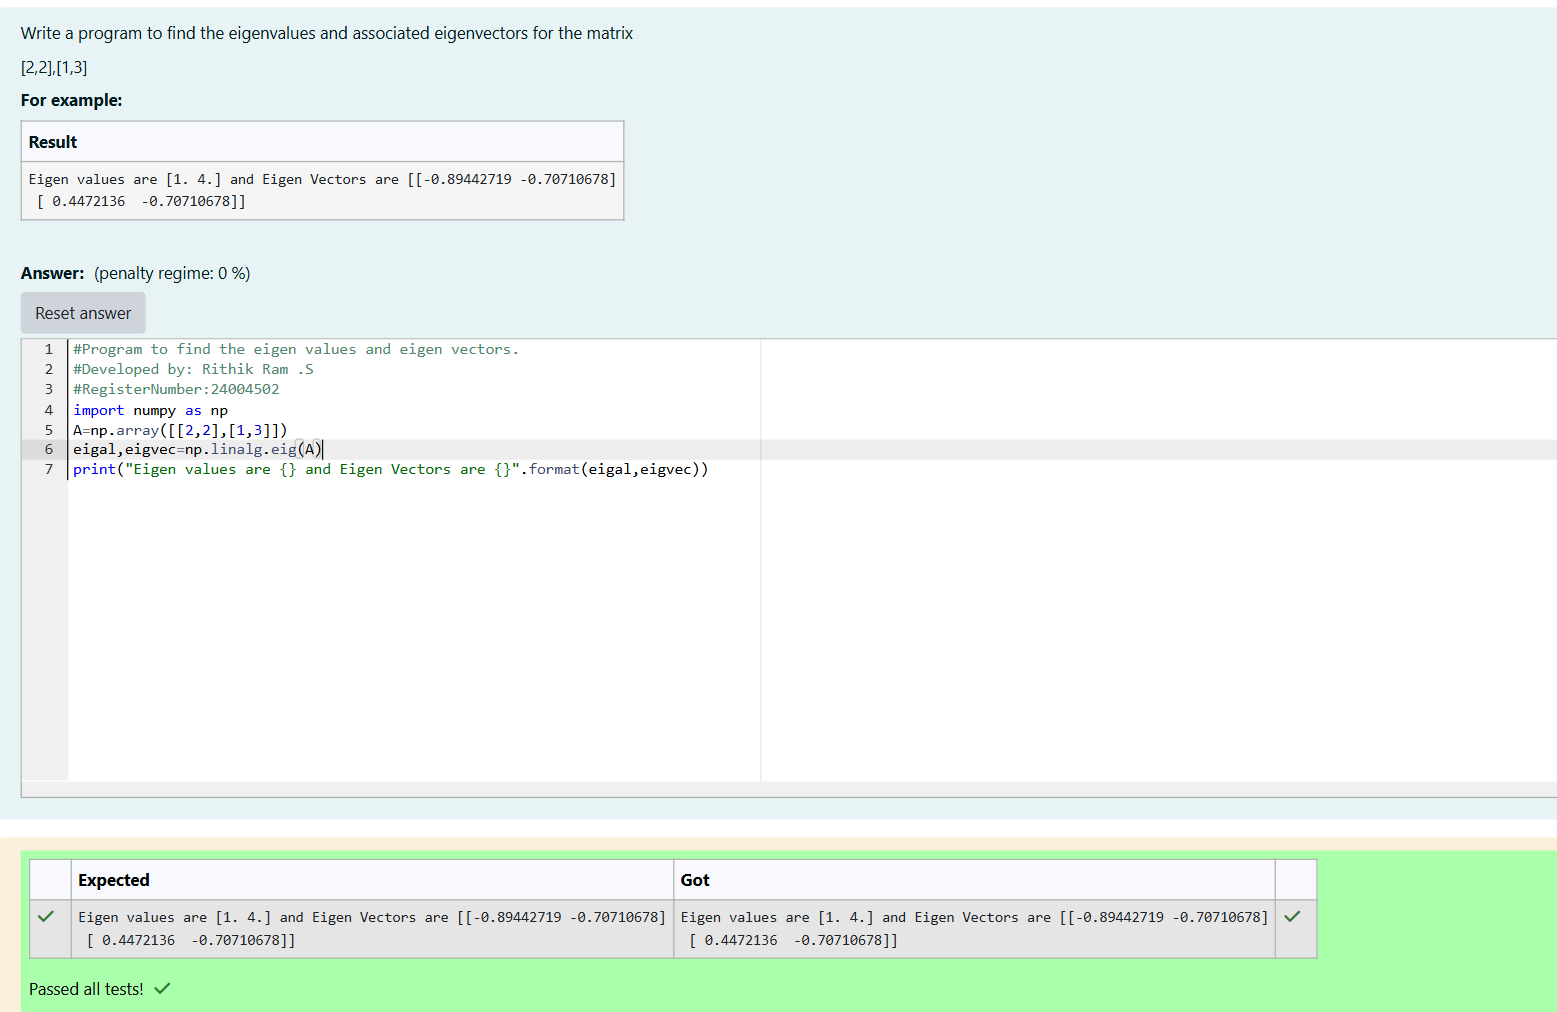 Write a program to find the eigenvalues and associated eigenvectors for the matrix
[2,2],[1,3]
For example:
Result
Eigen values are [1. 4.] and Eigen Vectors are [[-0.89442719 -0.70710678]
 [ 0.4472136  -0.70710678]]
Answer: (penalty regime: 0 %)
Reset answer
1 #Program to find the eigen values and eigen vectors.
2 #Developed by: Rithik Ram .S
3 #RegisterNumber:24004502
4 import numpy as np
5 A=np.array([[2,2],[1,3]])
6 eigal,eigvec=np.linalg.eig(A)
7 print("Eigen values are {} and Eigen Vectors are {}".format(eigal,eigvec))
Expected Got
Eigen values are [1. 4.] and Eigen Vectors are [[-0.89442719 -0.70710678] Eigen values are [1. 4.] and Eigen Vectors are [[-0.89442719 -0.70710678]
 [ 0.4472136  -0.70710678]] [ 0.4472136  -0.70710678]]
Passed all tests!